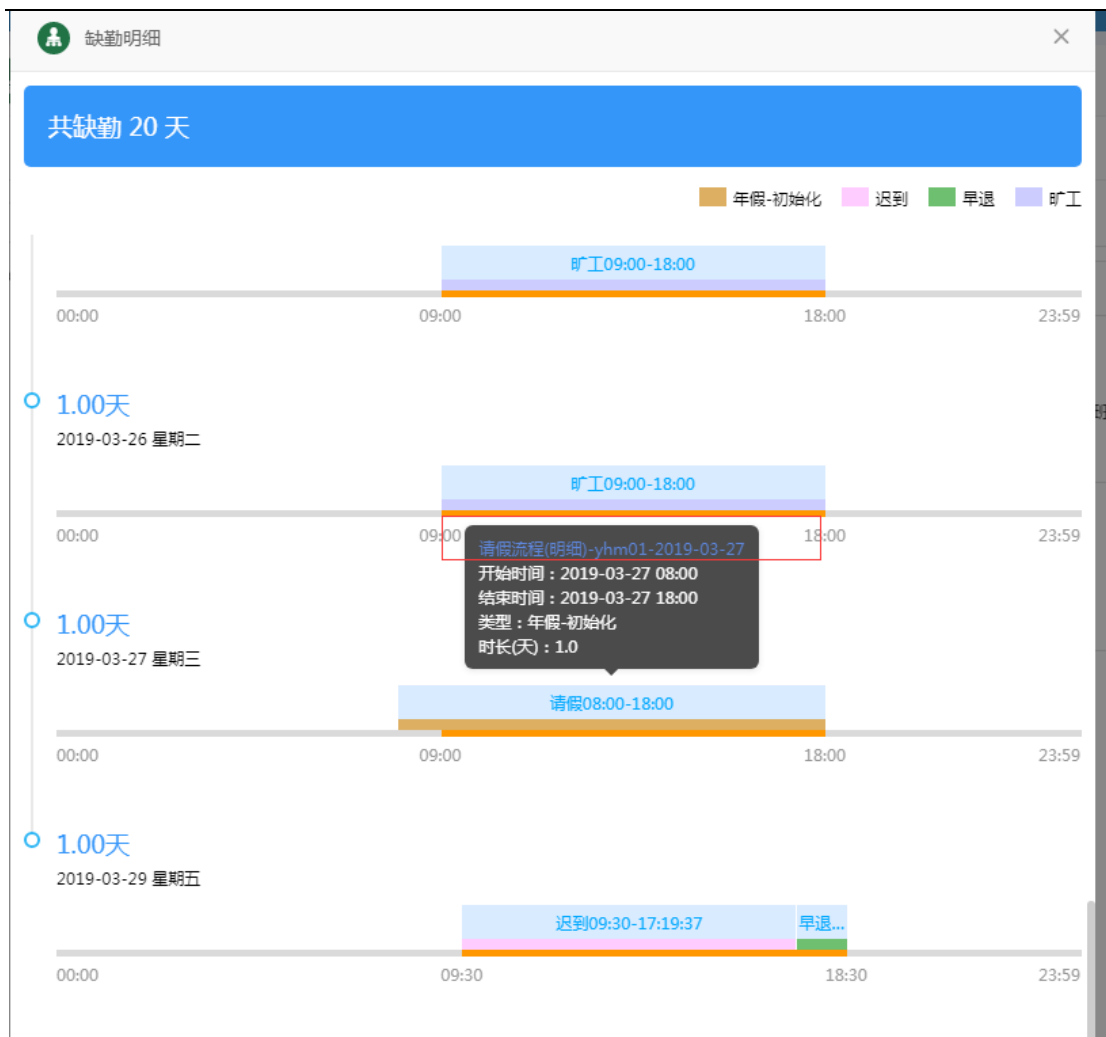 缺勤明细
共缺勤 20 天
年假-初始化 迟到 早退 旷工
旷工09:00-18:00
00:00 09:00 18:00 23:59
1.00天
2019-03-26 星期二
旷工09:00-18:00
00:00 09:00 18:00 23:59
请假流程(明细)-yhm01-2019-03-27
开始时间：2019-03-27 08:00
结束时间：2019-03-27 18:00
类型：年假-初始化
时长(天)：1.0
1.00天
2019-03-27 星期三
请假08:00-18:00
00:00 09:00 18:00 23:59
1.00天
2019-03-29 星期五
迟到09:30-17:19:37 早退...
00:00 09:30 18:30 23:59